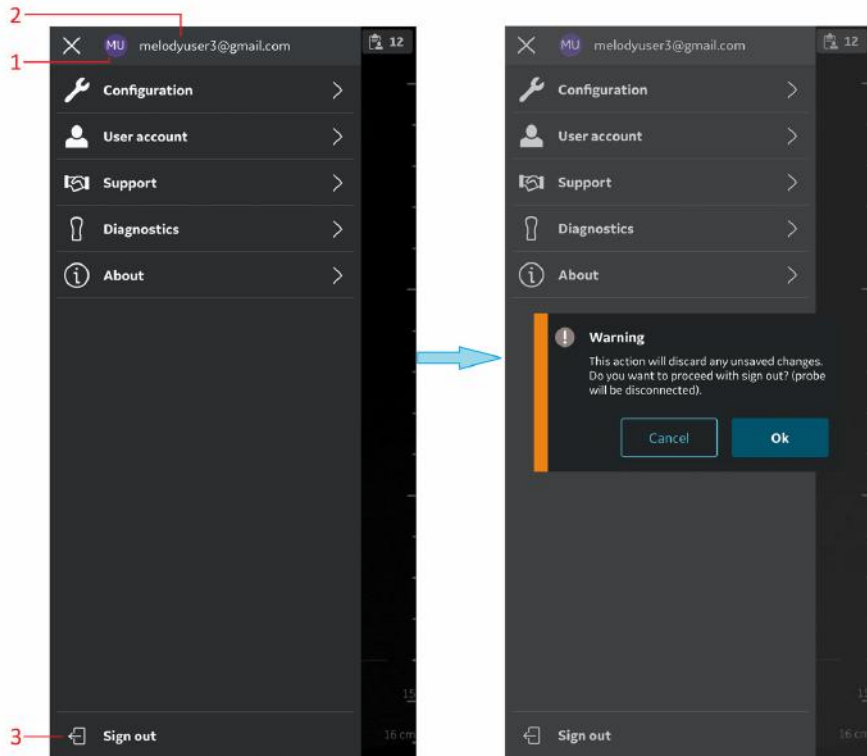 2
1
MU melodyuser3@gmail.com 12
Configuration
User account
Support
Diagnostics
About
15
16 cm
3 Sign out
MU melodyuser3@gmail.com 12
Configuration
User account
Support
Diagnostics
About
Warning
This action will discard any unsaved changes.
Do you want to proceed with sign out? (probe
will be disconnected).
Cancel Ok
Sign out